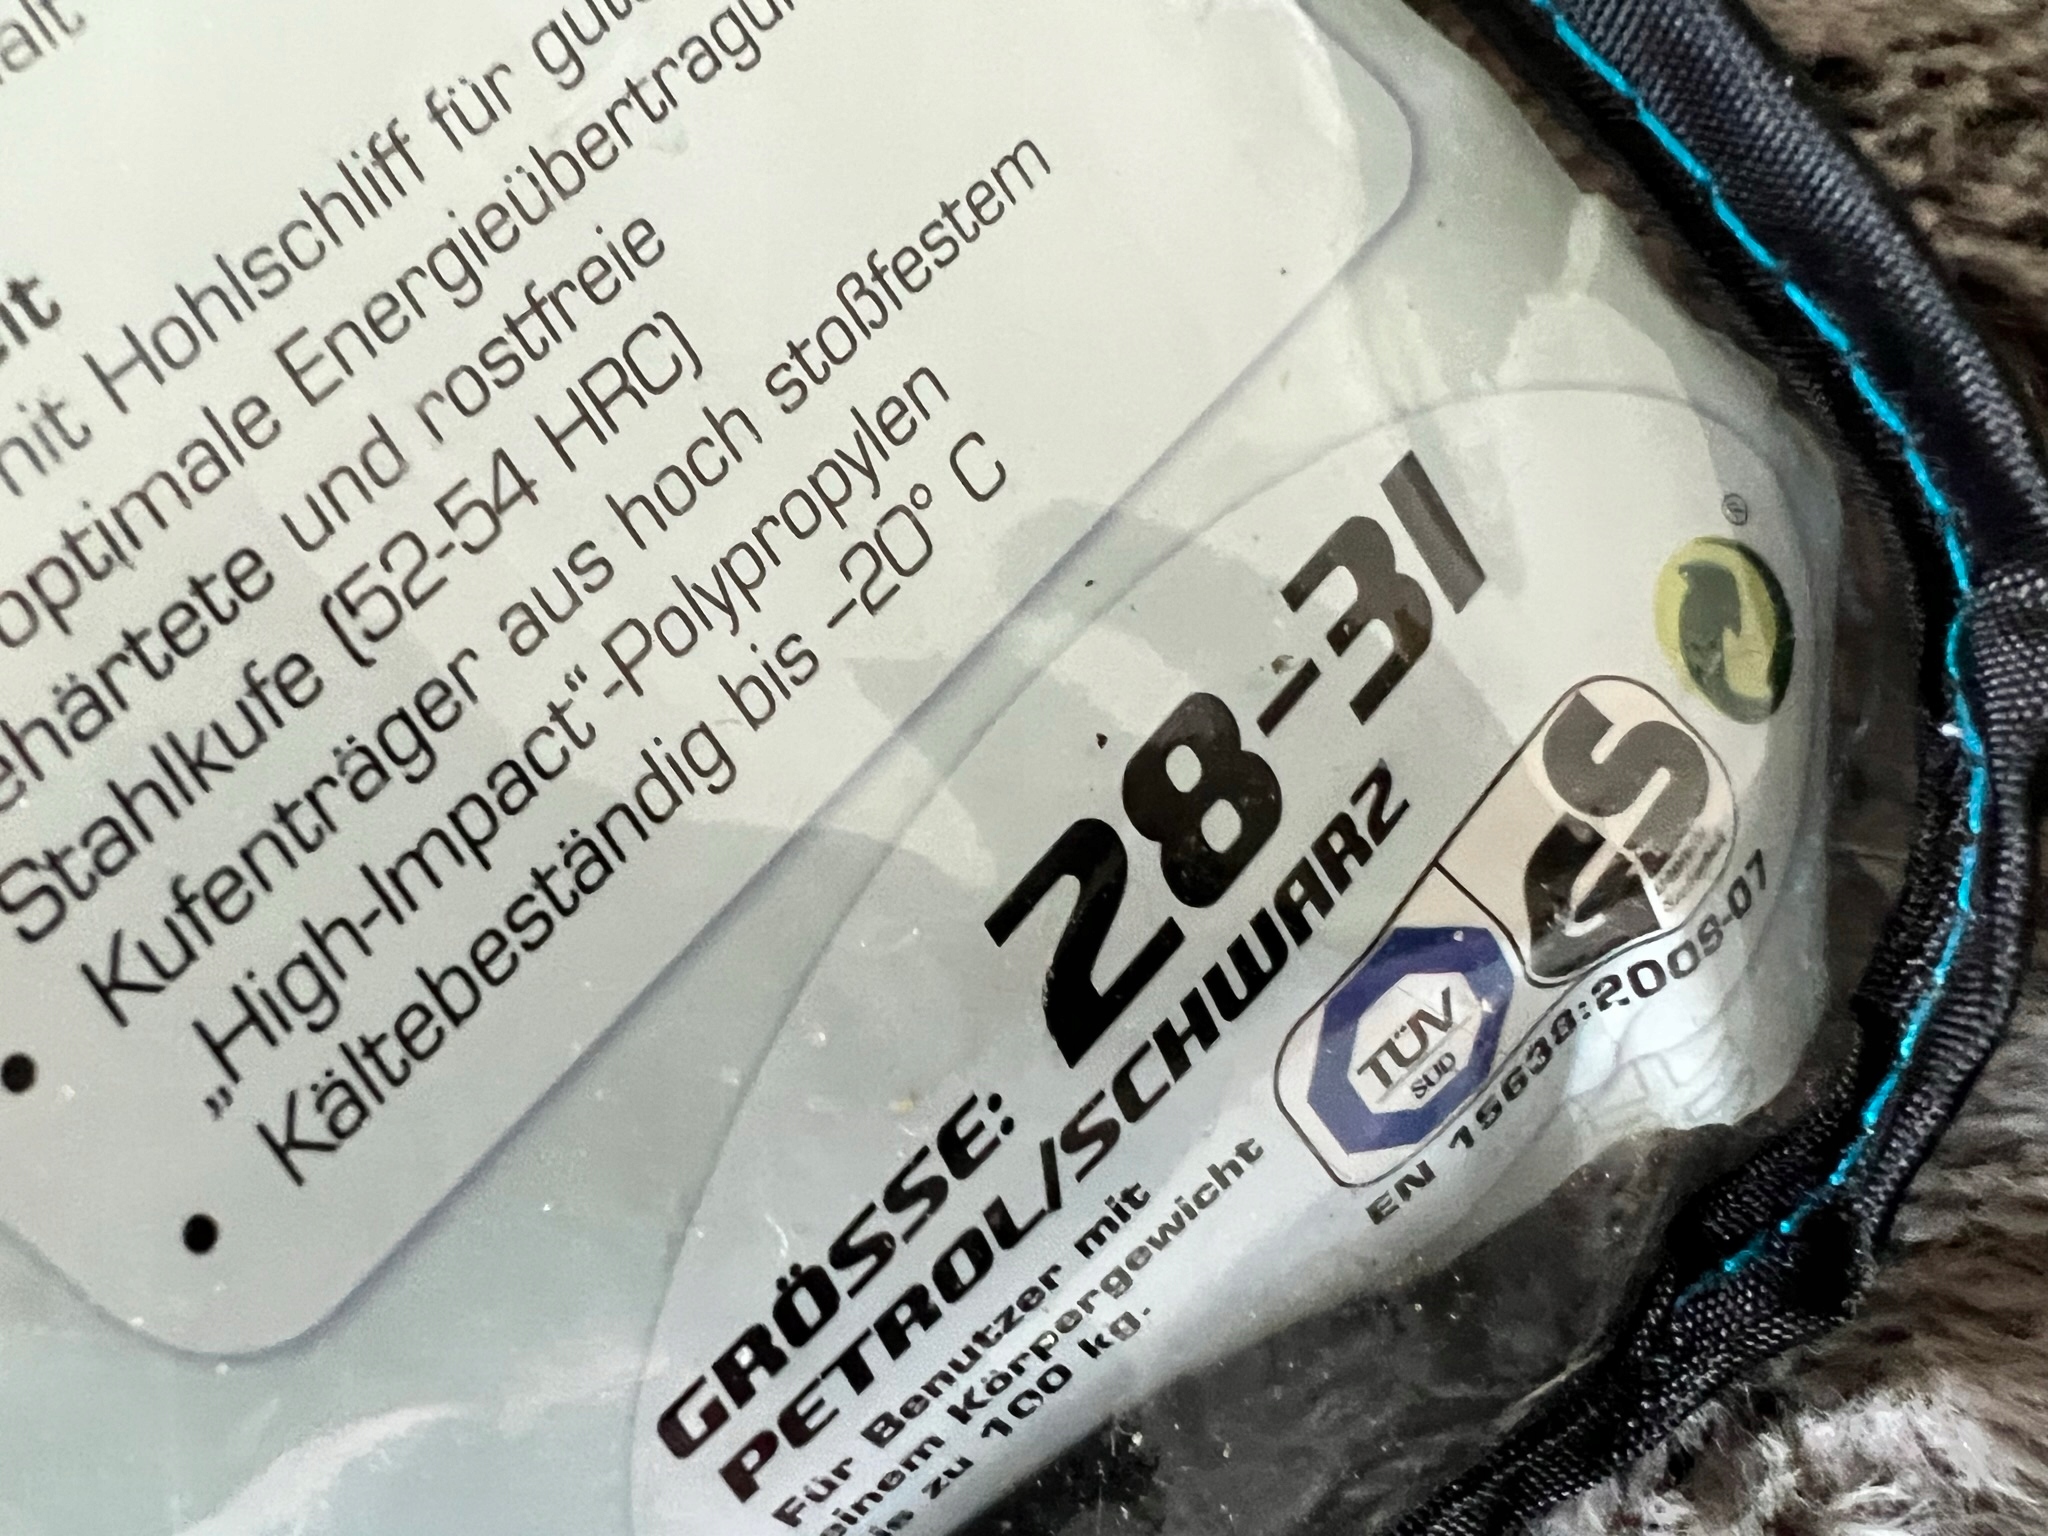 mit Hohlschliff für
optimale Energieübertragu
ehärtete und rostfreie
Stahlkufe (52-54 HRC)
• Kufenträger aus hoch stoßfestem
„High-Impact“-Polypropylen
• Kältebeständig bis -20° C
GRÖSSE: 28-31
PETROL/SCHWARZ
Für Benutzer mit
einem Körpergewicht
bis zu 100 kg.
TÜV
SÜD
GS
EN 15638:2009-07
®